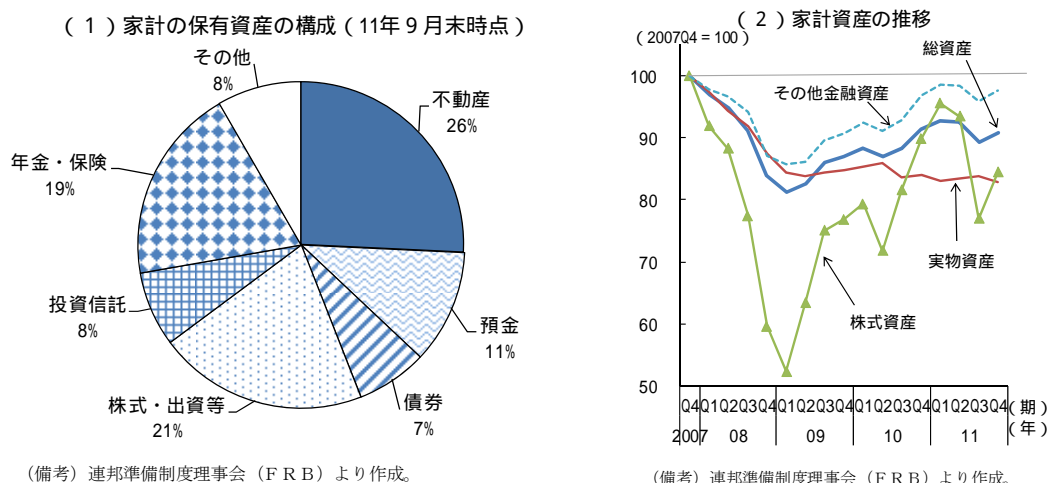 （１）家計の保有資産の構成（11年９月末時点）
その他
8%
不動産
26%
年金・保険
19%
投資信託
8%
預金
11%
株式・出資等
21%
債券
7%
（備考）連邦準備制度理事会（ＦＲＢ）より作成。
（２）家計資産の推移
（2007Q4＝100）
総資産
その他金融資産
実物資産
株式資産
100
90
80
70
60
50
Q4 Q1 Q2 Q3 Q4 Q1 Q2 Q3 Q4 Q1 Q2 Q3 Q4 Q1 Q2 Q3 Q4（期）
2007 08 09 10 11（年）
（備考）連邦準備制度理事会（ＦＲＢ）より作成。